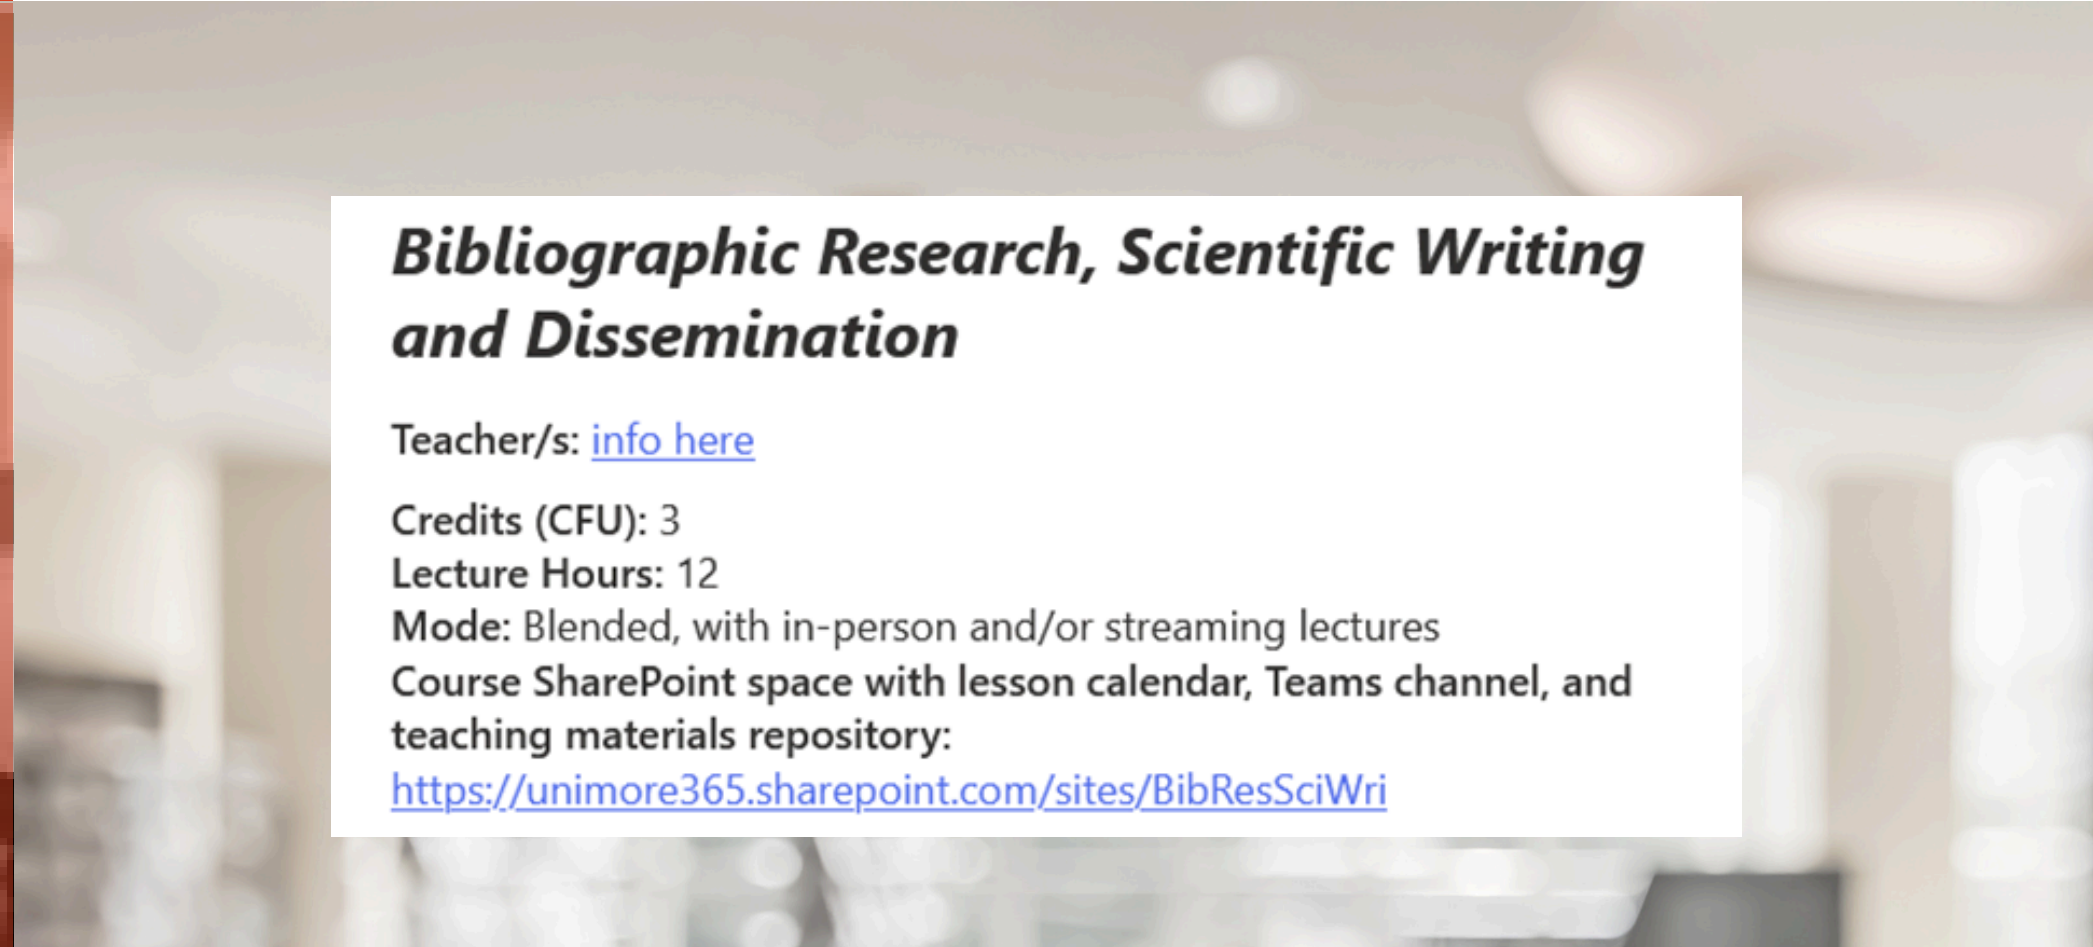 Bibliographic Research, Scientific Writing
and Dissemination
Teacher/s: info here
Credits (CFU): 3
Lecture Hours: 12
Mode: Blended, with in-person and/or streaming lectures
Course SharePoint space with lesson calendar, Teams channel, and
teaching materials repository:
https://unimore365.sharepoint.com/sites/BibResSciWri